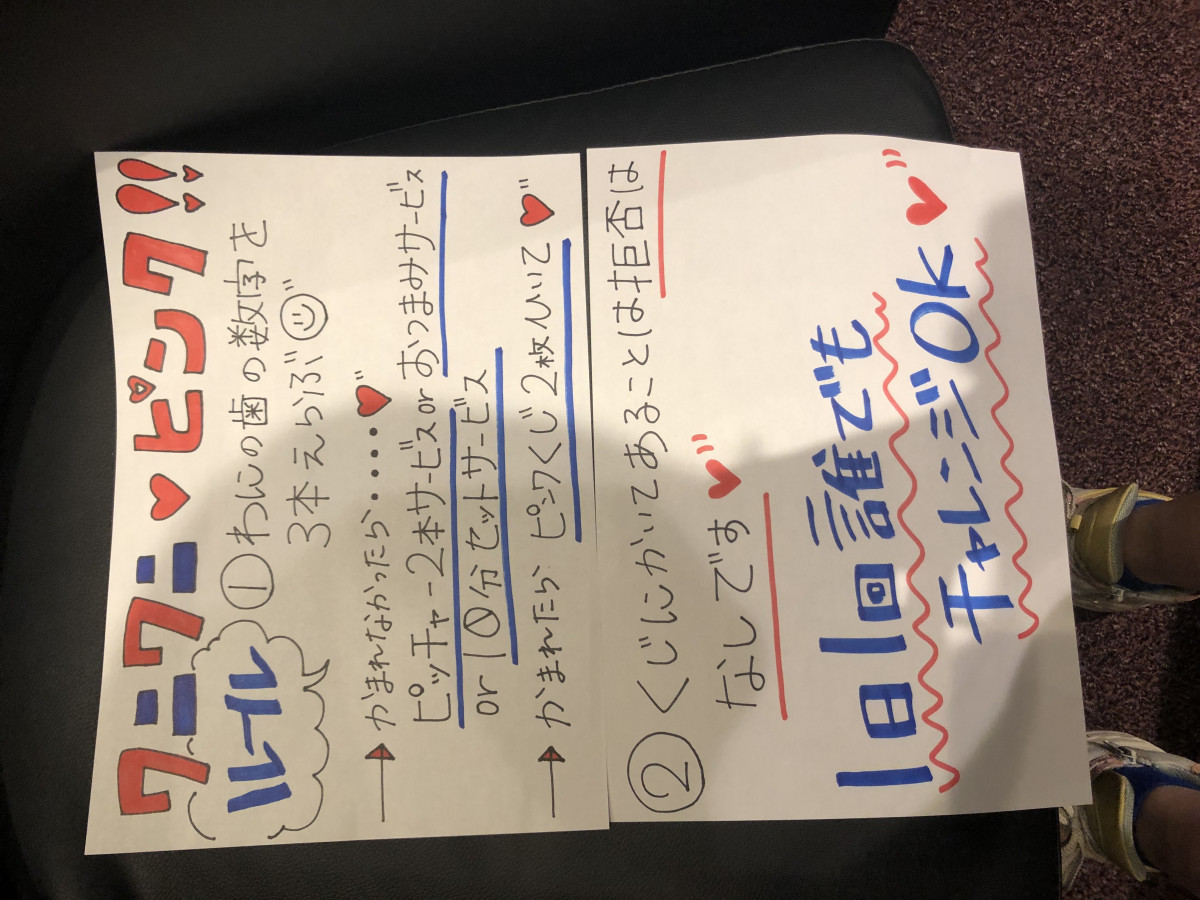 ワニワニ♥ピンク!!
ルール
①わにの歯の数字を
3本えらぶ☺
→かまれなかったら・・・・・♥
ピッチャー2本サービスorおつまみサービス
or 10分セットサービス
→かまれたら ピンクくじ2枚ひいて♥
②くじにかいてあることは拒否は
なしです♥
1日1回誰でも
チャレンジOk♥